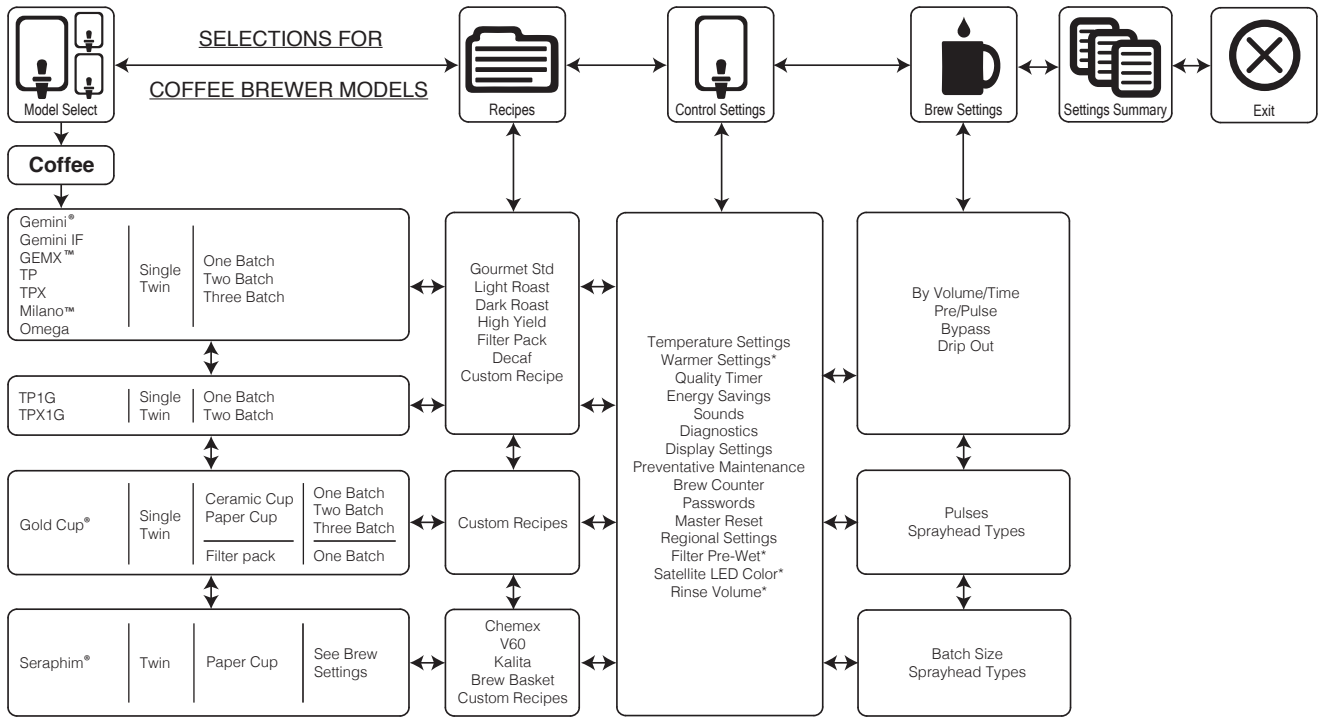 SELECTIONS FOR
COFFEE BREWER MODELS
Model Select
Recipes
Control Settings
Brew Settings
Settings Summary
Exit
Coffee
Gemini®
Gemini IF
GEMX™
TP
TPX
Milano™
Omega
Single
Twin
One Batch
Two Batch
Three Batch
TP1G
TPX1G
Single
Twin
One Batch
Two Batch
Gold Cup®
Single
Twin
Ceramic Cup
Paper Cup
Filter pack
One Batch
Two Batch
Three Batch
One Batch
Seraphim®
Twin
Paper Cup
See Brew
Settings
Gourmet Std
Light Roast
Dark Roast
High Yield
Filter Pack
Decaf
Custom Recipe
Custom Recipes
Chemex
V60
Kalita
Brew Basket
Custom Recipes
Temperature Settings
Warmer Settings*
Quality Timer
Energy Savings
Sounds
Diagnostics
Display Settings
Preventative Maintenance
Brew Counter
Passwords
Master Reset
Regional Settings
Filter Pre-Wet*
Satellite LED Color*
Rinse Volume*
By Volume/Time
Pre/Pulse
Bypass
Drip Out
Pulses
Sprayhead Types
Batch Size
Sprayhead Types